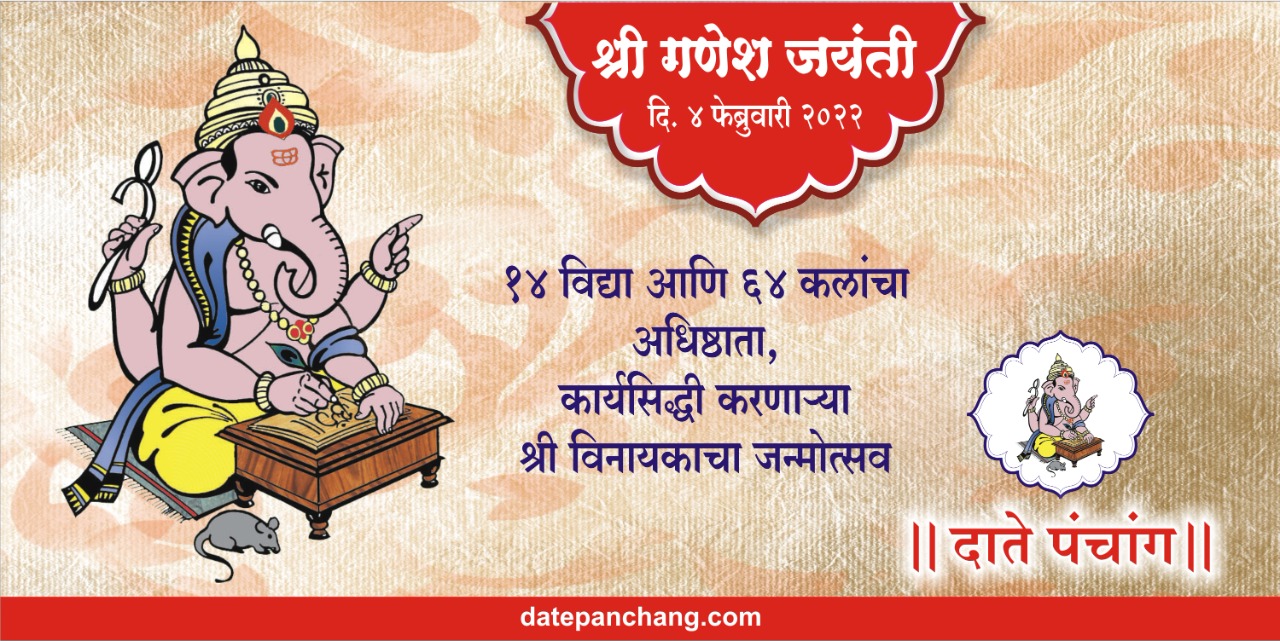 श्री गणेश जयंती
दि. ४ फेब्रुवारी २०२२
१४ विद्या आणि ६४ कलांचा
अधिष्ठाता,
कार्यसिद्धी करणाऱ्या
श्री विनायकाचा जन्मोत्सव
|| दाते पंचांग||
datepanchang.com